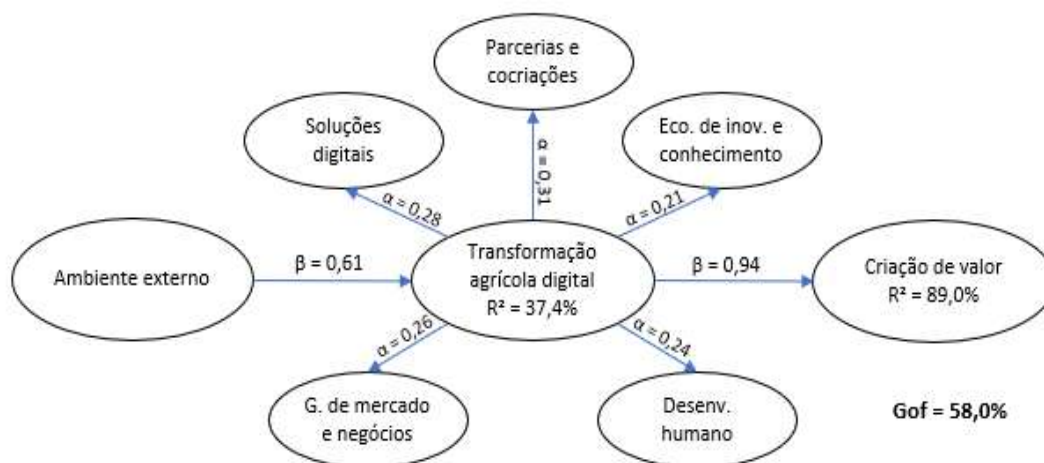 Parcerias e
cocriações
Soluções
digitais
Eco. de inov. e
conhecimento
α = 0,31
α = 0,28
α = 0,21
Ambiente externo
β = 0,61
Transformação
agrícola digital
R² = 37,4%
β = 0,94
Criação de valor
R² = 89,0%
α = 0,26
α = 0,24
G. de mercado
e negócios
Desenv.
humano
Gof = 58,0%